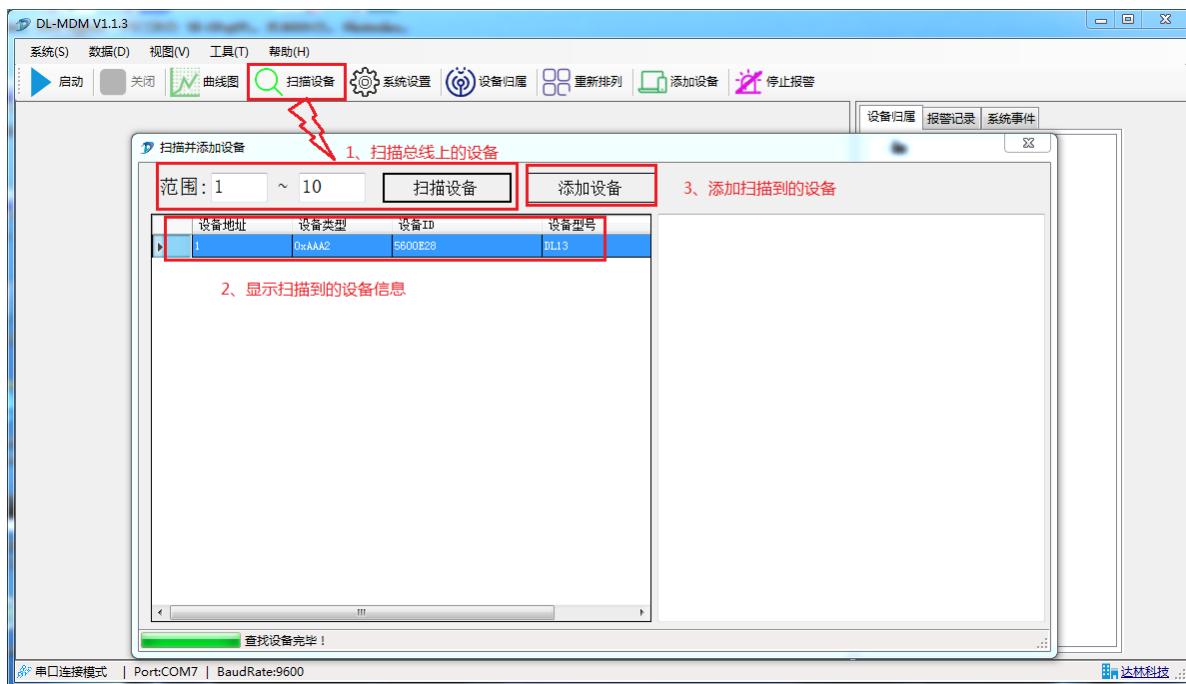 DL-MDM V1.1.3
系统(S) 数据(D) 视图(V) 工具(T) 帮助(H)
启动 关闭 曲线图 扫描设备 系统设置 设备归属 重新排列 添加设备 停止报警
设备归属 报警记录 系统事件
扫描并添加设备
1、扫描总线上的设备
范围: 1 ~ 10 扫描设备 添加设备 3、添加扫描到的设备
设备地址 设备类型 设备ID 设备型号
1 0xAAA2 5600E28 DL13
2、显示扫描到的设备信息
查找设备完毕！
串口连接模式 | Port:COM7 | BaudRate:9600 达林科技